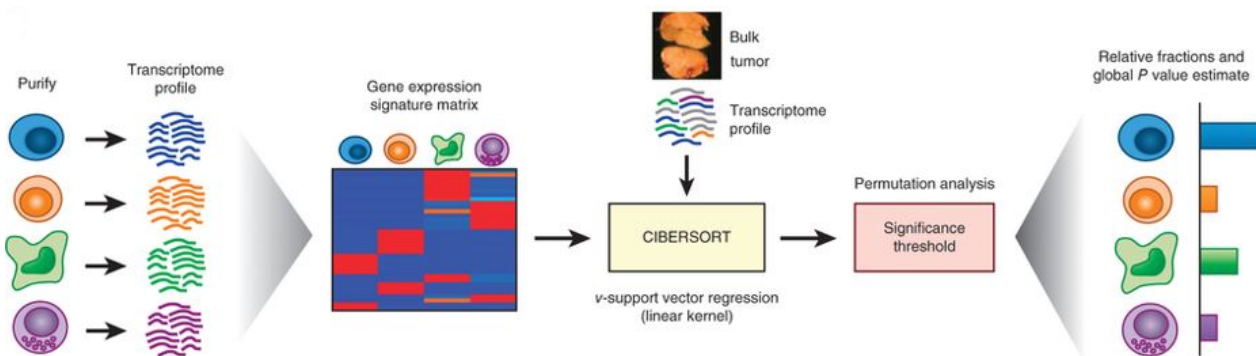 Purify
Transcriptome
profile
Gene expression
signature matrix
Bulk
tumor
Transcriptome
profile
CIBERSORT
ν-support vector regression
(linear kernel)
Permutation analysis
Significance
threshold
Relative fractions and
global P value estimate